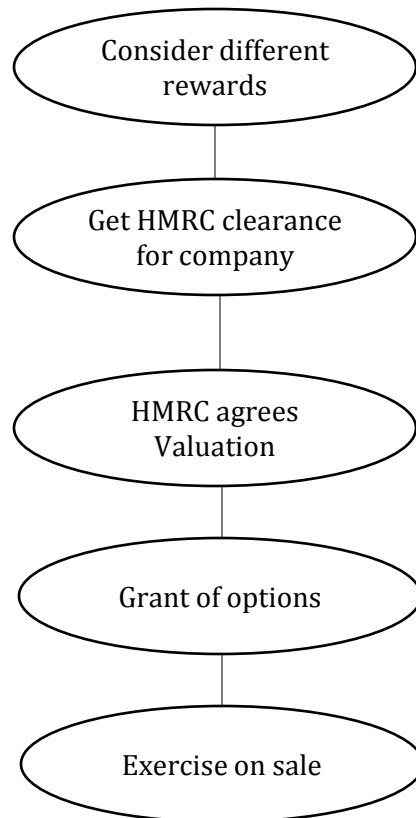 Consider different
rewards
Get HMRC clearance
for company
HMRC agrees
Valuation
Grant of options
Exercise on sale